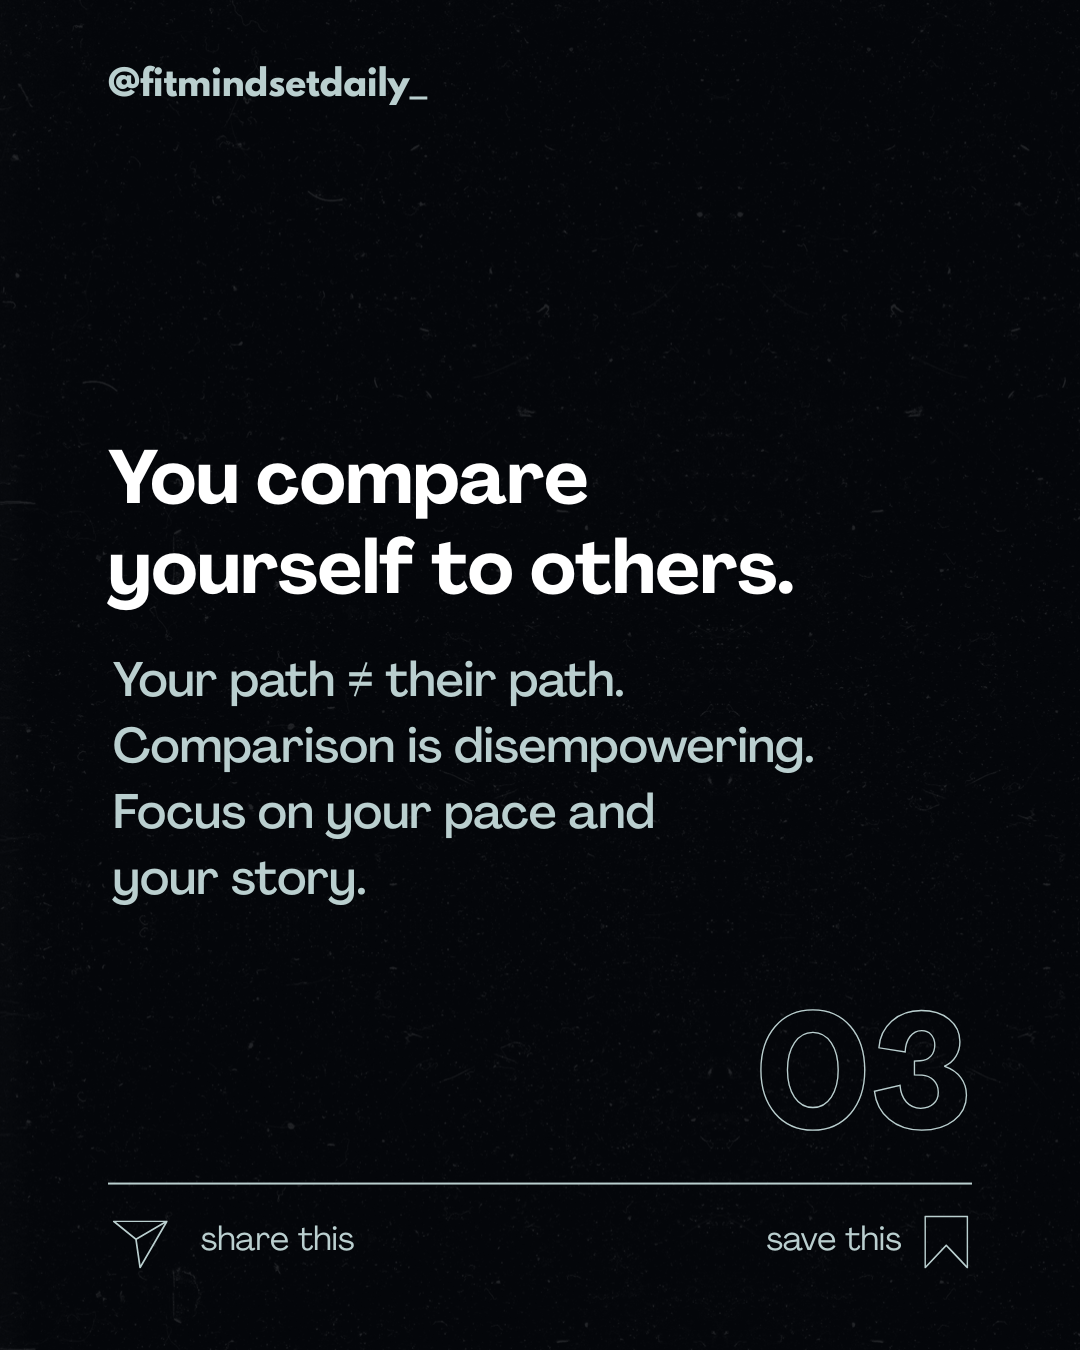 @fitmindsetdaily_
You compare
yourself to others.
Your path ≠ their path.
Comparison is disempowering.
Focus on your pace and
your story.
03
share this
save this